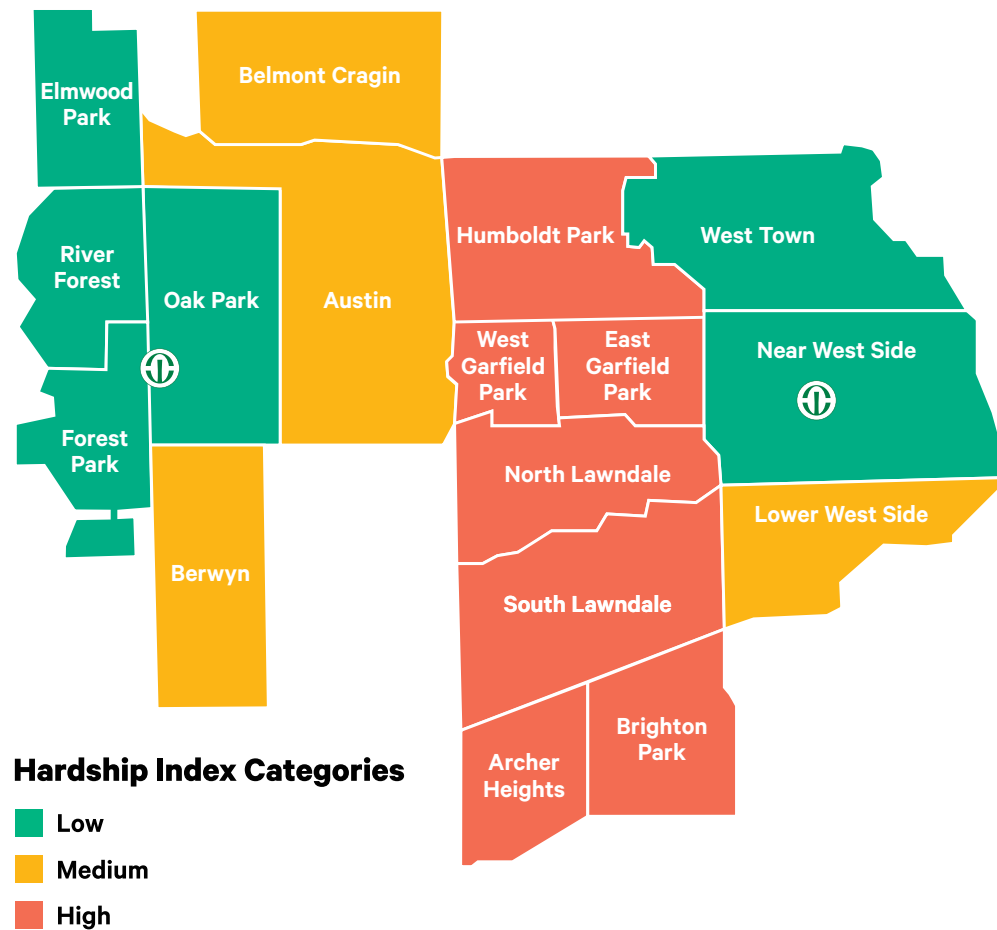 Belmont Cragin
Elmwood
Park
Humboldt Park
West Town
River
Forest
Oak Park
Austin
West
Garfield
Park
East
Garfield
Park
Near West Side
Forest
Park
North Lawndale
Lower West Side
Berwyn
South Lawndale
Brighton
Park
Archer
Heights
Hardship Index Categories
Low
Medium
High